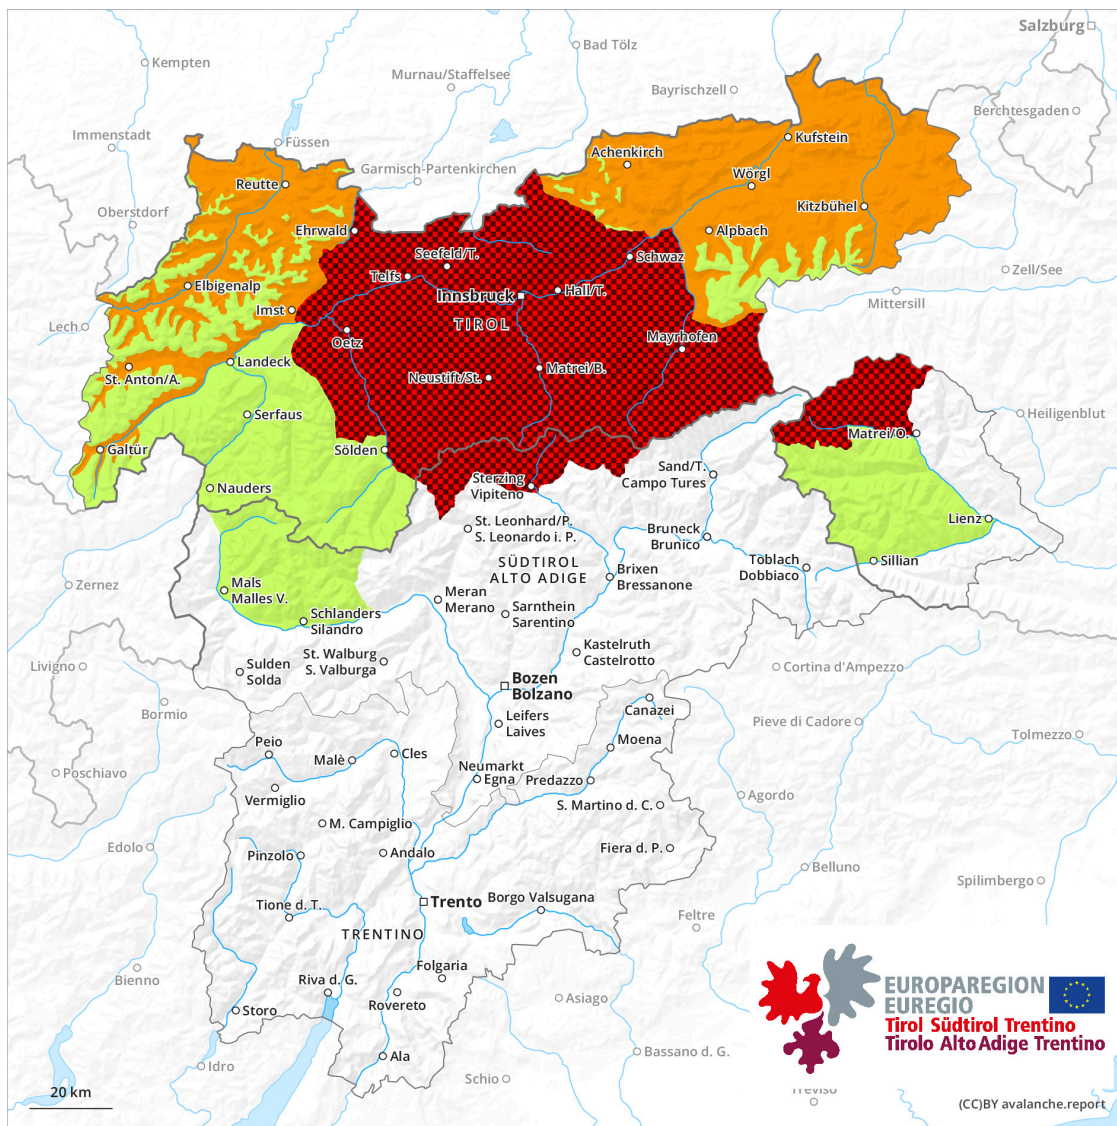 Salzburg
Bad Tölz
Kempten
Murnau/Staffelsee
Bayrischzell
Berchtesgaden
Immenstadt
Füssen
Kufstein
Achenkirch
Garmisch-Partenkirchen
Wörgl
Reutte
Kitzbühel
Oberstdorf
Ehrwald
Alpbach
Seefeld/T.
Schwaz
Zell/See
Telfs
Elbigenalp
Hall/T.
Innsbruck
Mittersill
Imst
TIROL
Lech
Oetz
Mayrhofen
Landeck
Matrei/B.
St. Anton/A.
Neustift/St.
Serfaus
Heiligenblut
Matrei/O.
Galtür
Sölden
Sand/T.
Campo Tures
Sterzing
Vipiteno
Nauders
Lienz
St. Leonhard/P.
S. Leonardo i. P.
Bruneck
Brunico
SÜDTIROL
ALTO ADIGE
Toblach
Dobbiaco
Sillian
Brixen
Bressanone
Zernez
Mals
Malles V.
Meran
Merano
Sarnthein
Sarentino
Schlanders
Silandro
Kastelruth
Castelrotto
St. Walburg
S. Valburga
Livigno
Sulden
Solda
Cortina d'Ampezzo
Bozen
Bolzano
Bormio
Canazei
Leifers
Laives
Pieve di Cadore
Tolmezzo
Peio
Moena
Malè
Cles
Poschiavo
Neumarkt
Egna
Predazzo
Vermiglio
Agordo
S. Martino d. C.
M. Campiglio
Edolo
Pinzolo
Andalo
Fiera d. P.
Belluno
Spilimbergo
Tione d. T.
Trento
Borgo Valsugana
Feltre
TRENTINO
Bienno
Folgaria
Riva d. G.
Rovereto
Asiago
Storo
EUROPAREGION
EUREGIO
Tirol Südtirol Trentino
Tirolo Alto Adige Trentino
Ala
Bassano d. G.
Idro
Schio
Treviso
20 km
(CC)BY avalanche.report